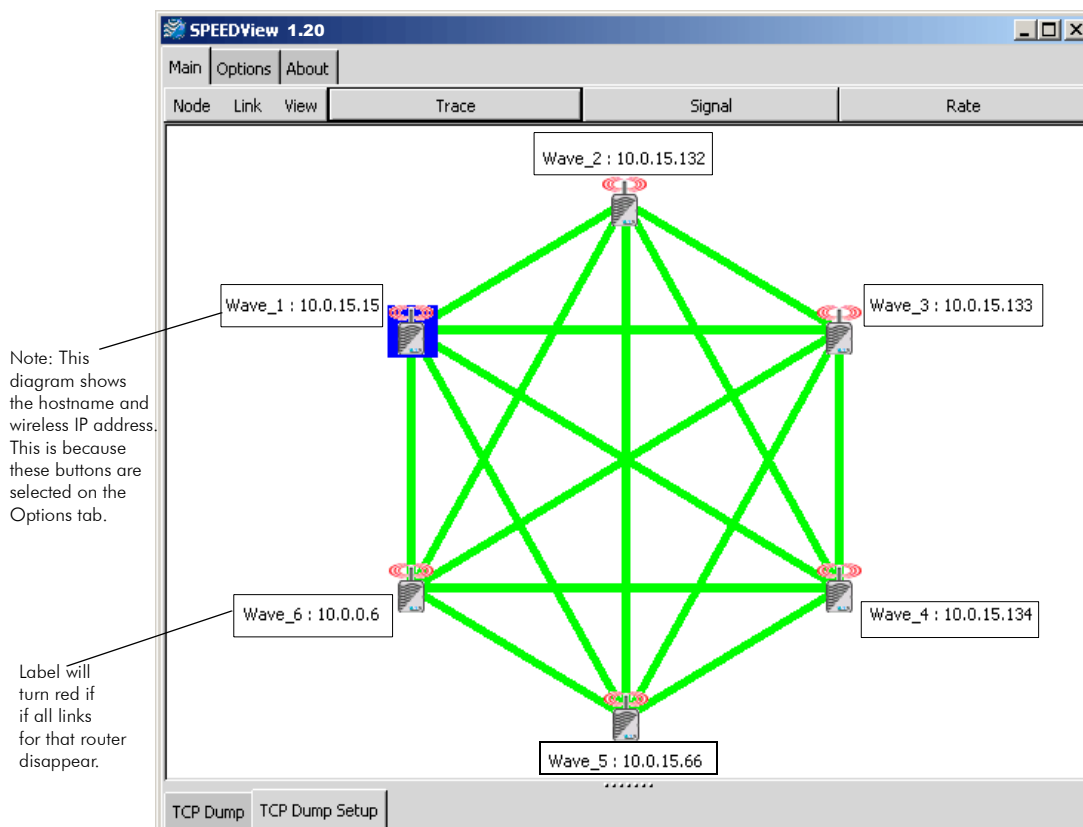 SPEEDView 1.20
Main Options About
Node Link View Trace Signal Rate
Wave_2 : 10.0.15.132
Wave_1 : 10.0.15.15
Wave_3 : 10.0.15.133
Note: This
diagram shows
the hostname and
wireless IP address.
This is because
these buttons are
selected on the
Options tab.
Wave_6 : 10.0.0.6
Wave_4 : 10.0.15.134
Label will
turn red if
if all links
for that router
disappear.
Wave_5 : 10.0.15.66
TCP Dump TCP Dump Setup